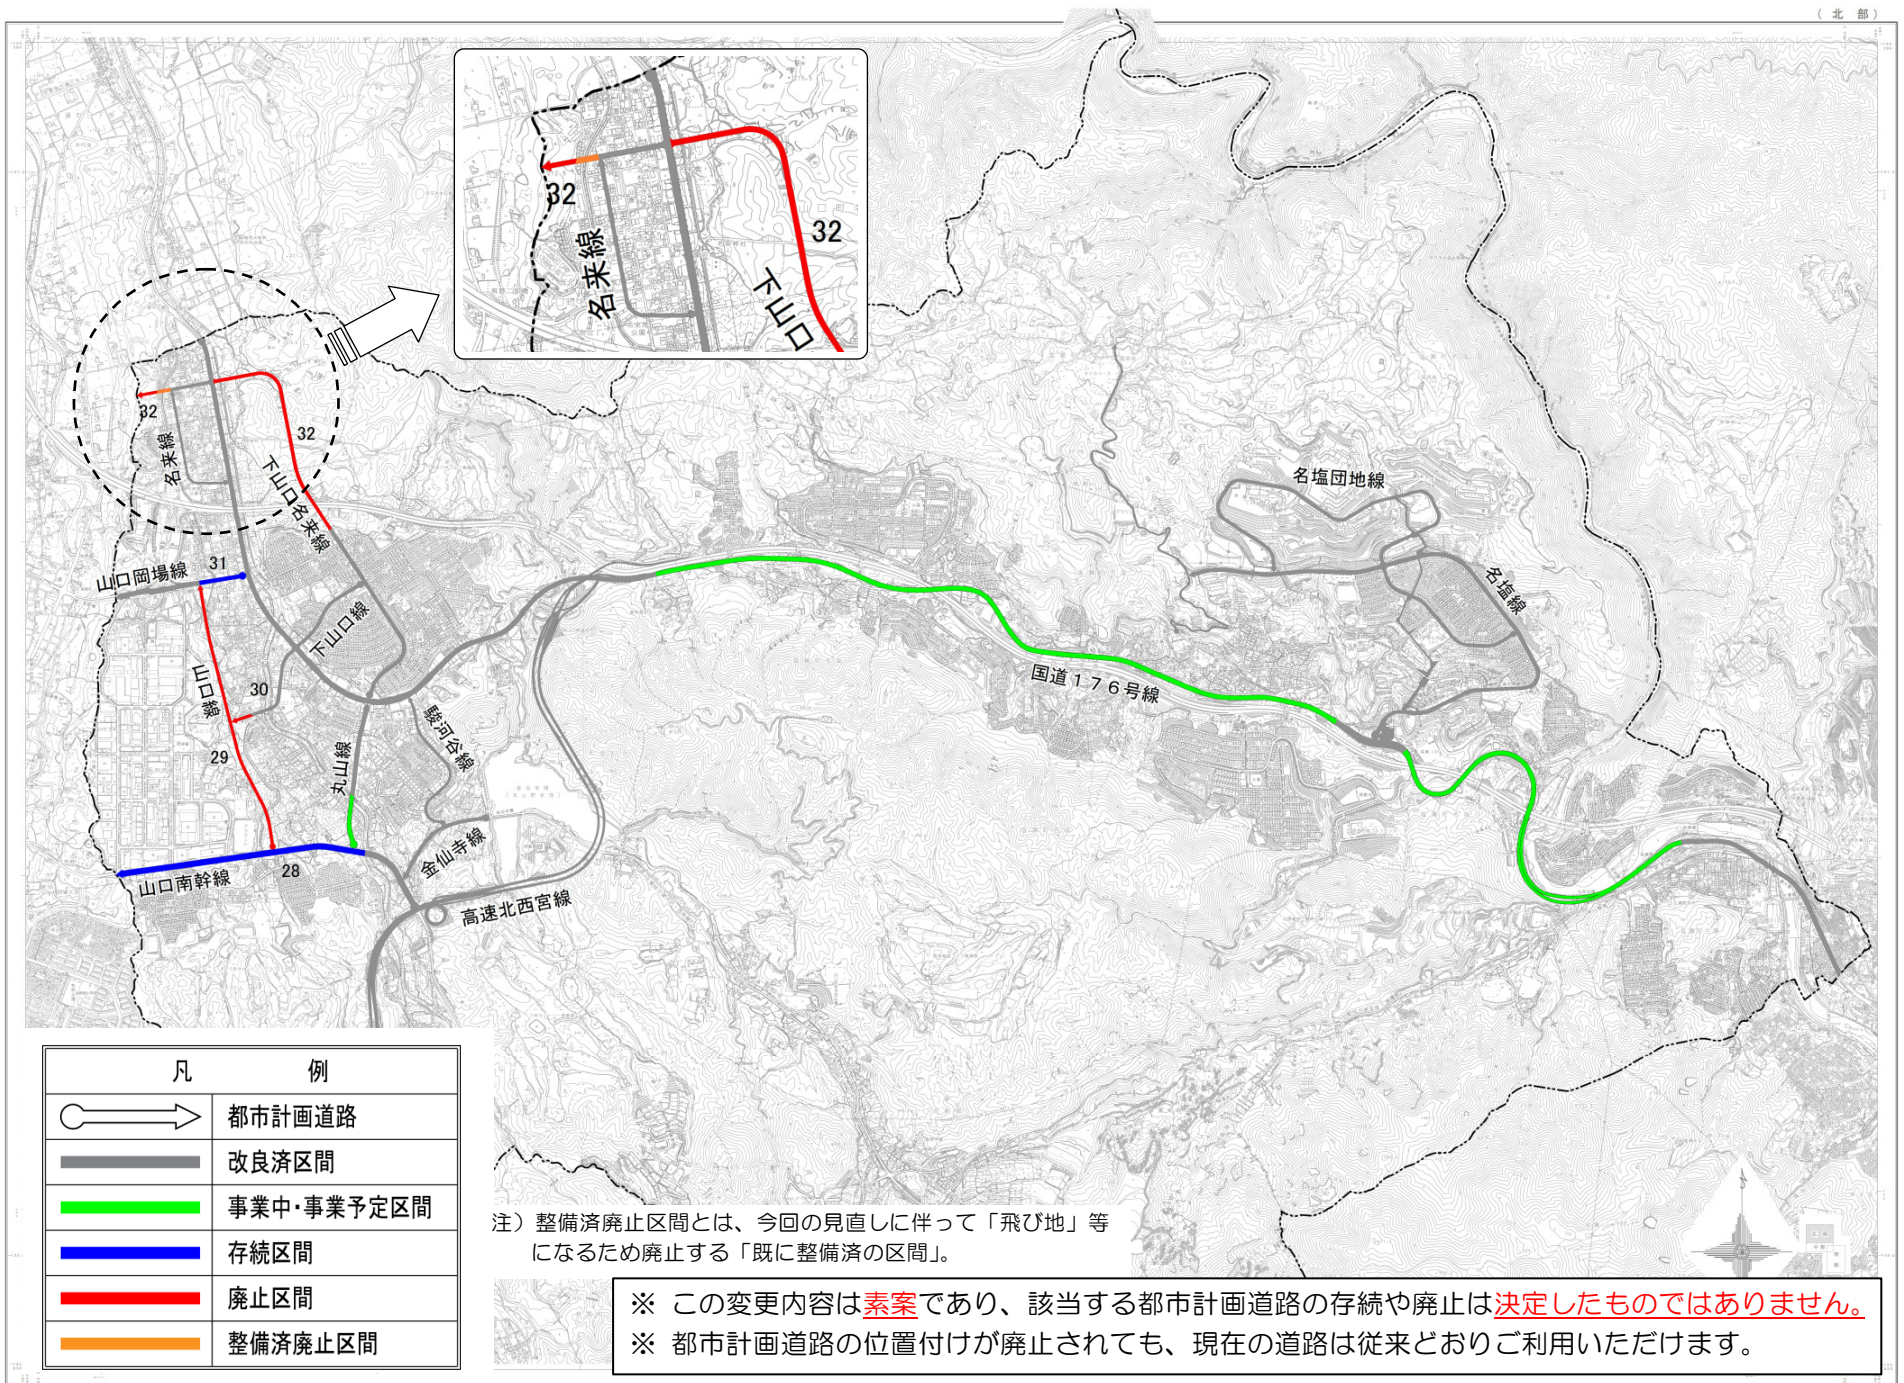 （北 部）
32
32
名来線
下山口
32
名来線
32
下山口名来線
山口岡場線
31
下山口線
山口線
30
29
丸山線
駿河谷線
金仙寺線
28
山口南幹線
高速北西宮線
国道１７６号線
名塩団地線
名塩線
凡 例
都市計画道路
改良済区間
事業中・事業予定区間
存続区間
廃止区間
整備済廃止区間
注）整備済廃止区間とは、今回の見直しに伴って「飛び地」等
になるため廃止する「既に整備済の区間」。
※ この変更内容は素案であり、該当する都市計画道路の存続や廃止は決定したものではありません。
※ 都市計画道路の位置付けが廃止されても、現在の道路は従来どおりご利用いただけます。